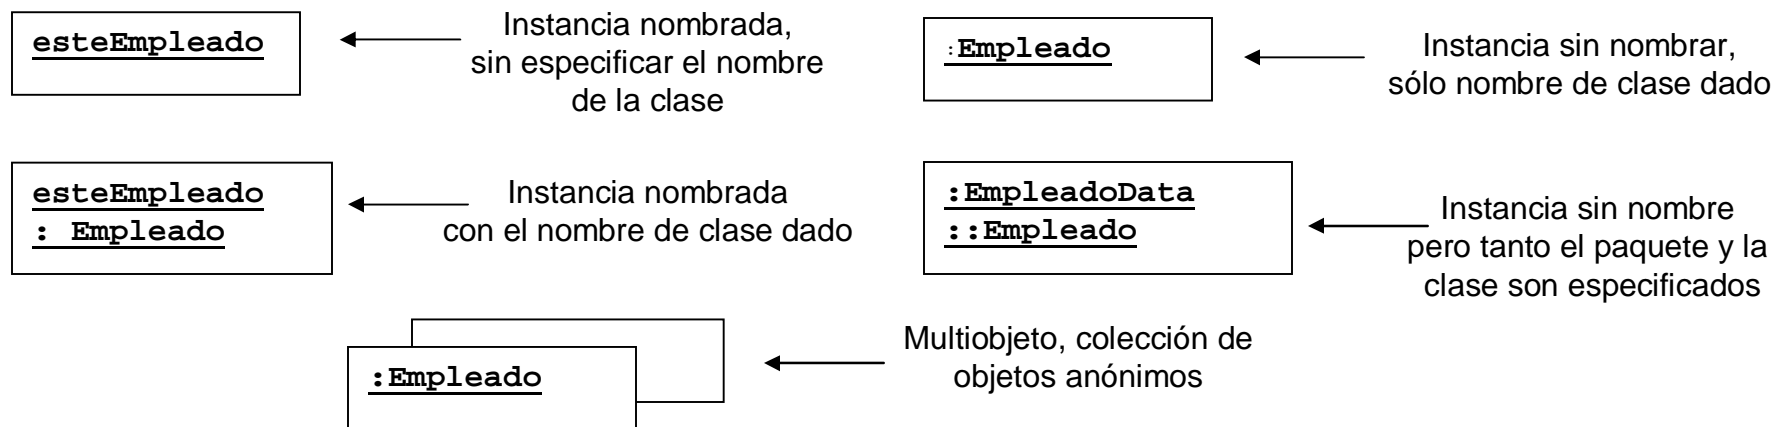 esteEmpleado
Instancia nombrada,
sin especificar el nombre
de la clase
:Empleado
Instancia sin nombrar,
sólo nombre de clase dado
esteEmpleado
: Empleado
Instancia nombrada
con el nombre de clase dado
:EmpleadoData
::Empleado
Instancia sin nombre
pero tanto el paquete y la
clase son especificados
:Empleado
Multiobjeto, colección de
objetos anónimos